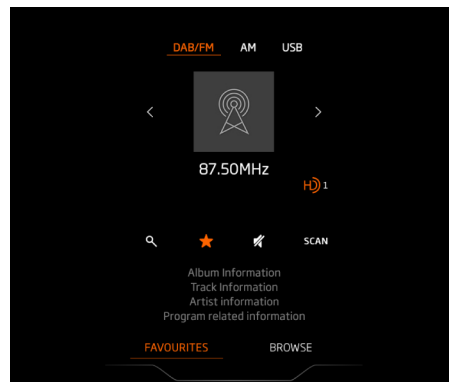 DAB/FM AM USB
87.50MHz
HD 1
SCAN
Album Information
Track Information
Artist information
Program related information
FAVOURITES BROWSE